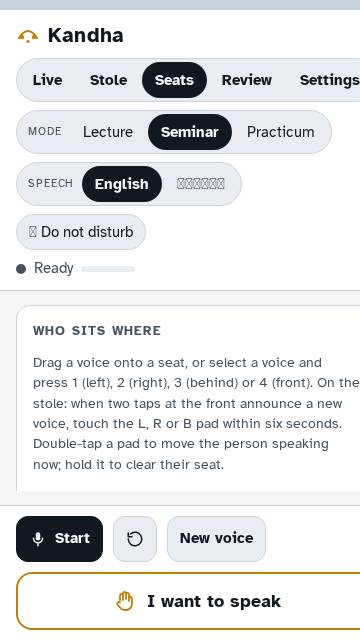 Kandha
Live Stole Seats Review Settings
MODE Lecture Seminar Practicum
SPEECH English
Do not disturb
Ready
WHO SITS WHERE
Drag a voice onto a seat, or select a voice and
press 1 (left), 2 (right), 3 (behind) or 4 (front). On the
stole: when two taps at the front announce a new
voice, touch the L, R or B pad within six seconds.
Double-tap a pad to move the person speaking
now; hold it to clear their seat.
Start New voice
I want to speak